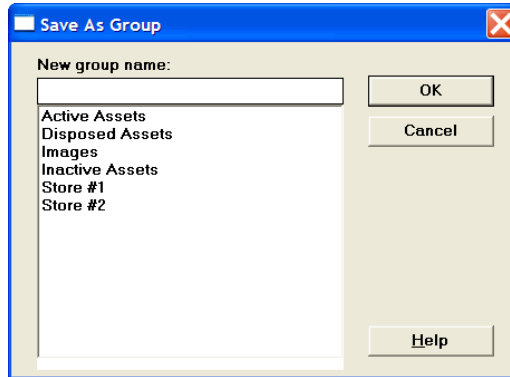 Save As Group
New group name:
OK
Active Assets
Disposed Assets
Images
Inactive Assets
Store #1
Store #2
Cancel
Help